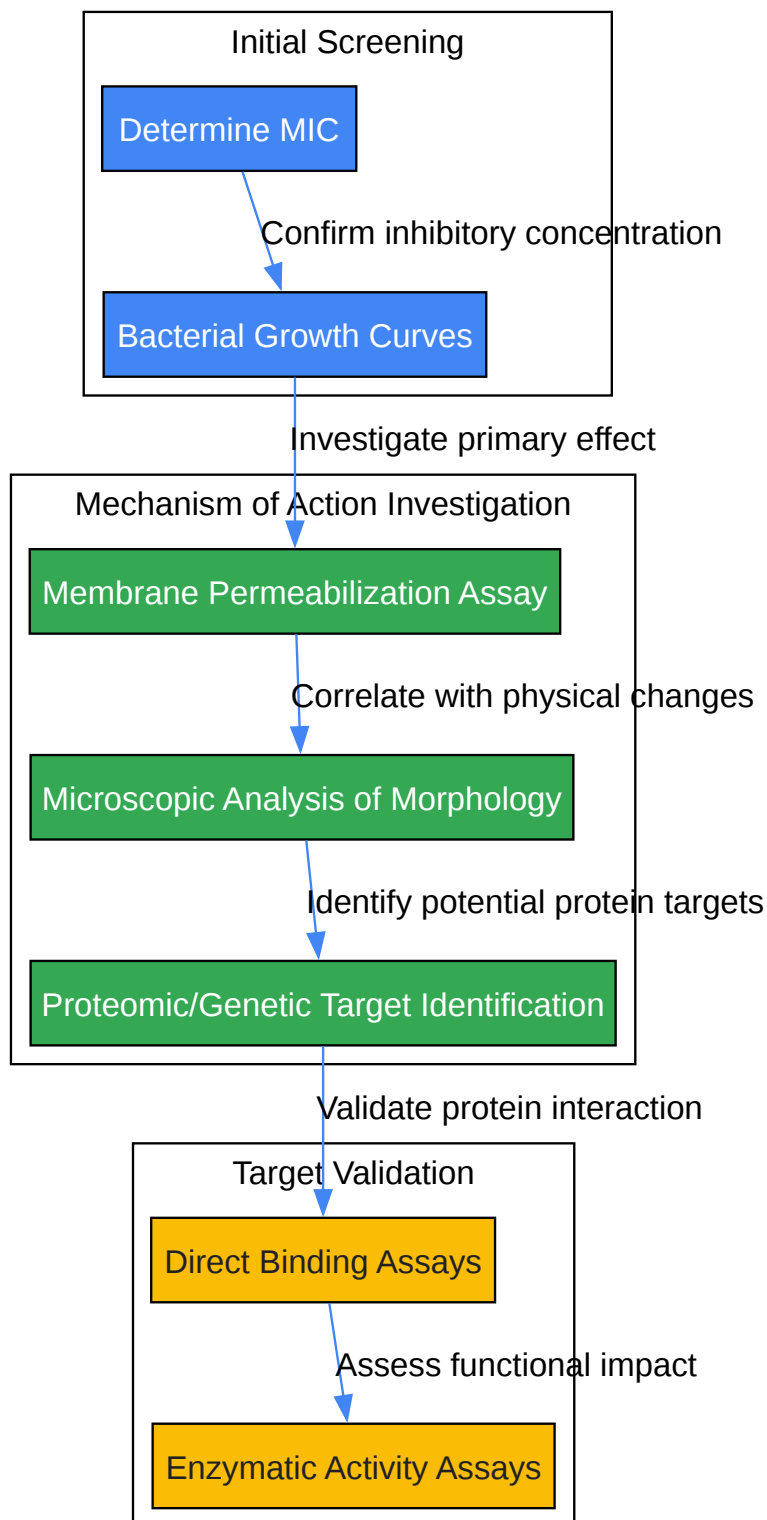 Initial Screening
Determine MIC
Confirm inhibitory concentration
Bacterial Growth Curves
Investigate primary effect
Mechanism of Action Investigation
Membrane Permeabilization Assay
Correlate with physical changes
Microscopic Analysis of Morphology
Identify potential protein targets
Proteomic/Genetic Target Identification
Validate protein interaction
Target Validation
Direct Binding Assays
Assess functional impact
Enzymatic Activity Assays